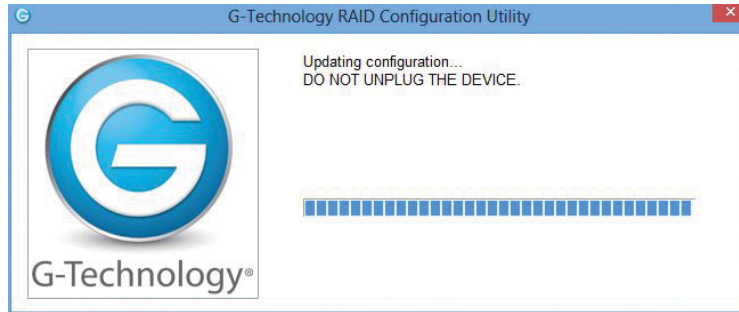 G-Technology RAID Configuration Utility
Updating configuration...
DO NOT UNPLUG THE DEVICE.
G
G-Technology®